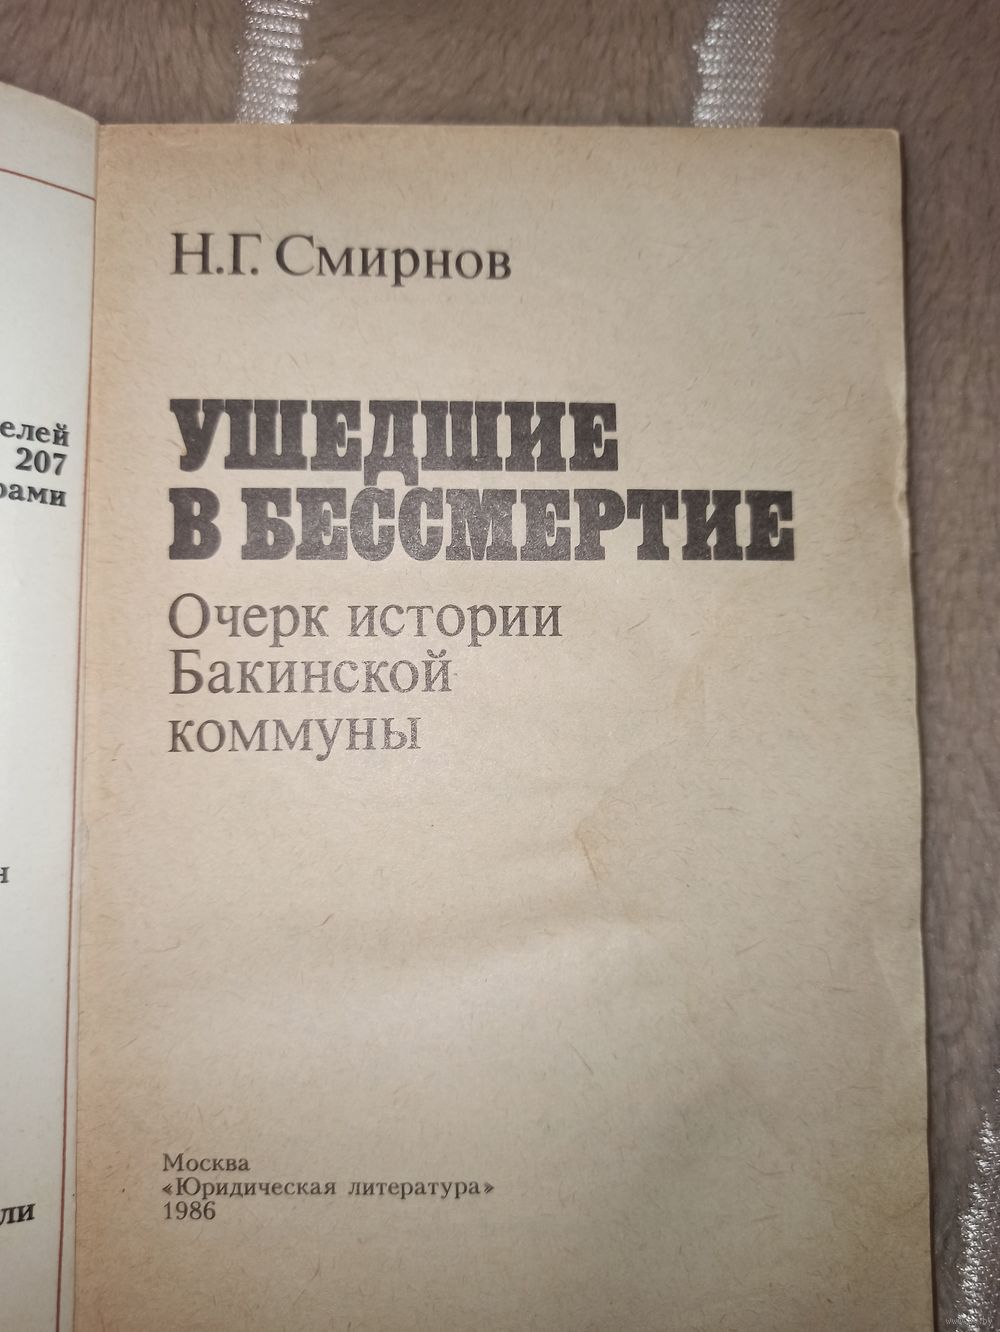 елей
207
рами
н
ли
Н.Г. Смирнов
УШЕДШИЕ
В БЕССМЕРТИЕ
Очерк истории
Бакинской
коммуны
Москва
«Юридическая литература»
1986